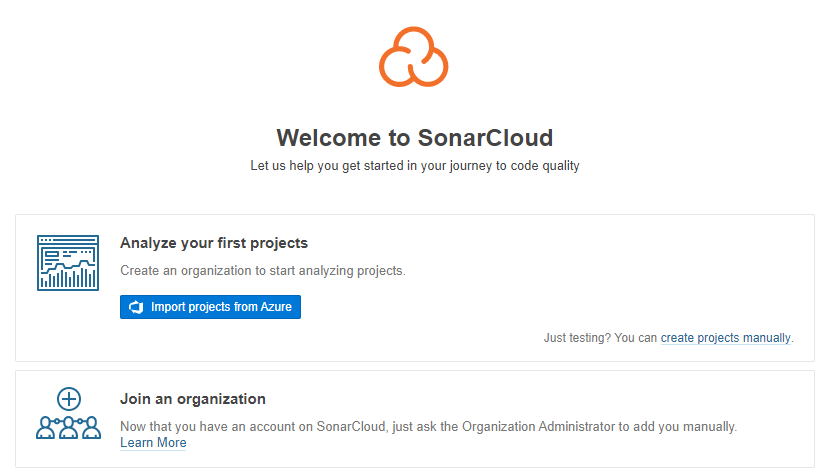 Welcome to SonarCloud
Let us help you get started in your journey to code quality
Analyze your first projects
Create an organization to start analyzing projects.
Import projects from Azure
Just testing? You can create projects manually.
Join an organization
Now that you have an account on SonarCloud, just ask the Organization Administrator to add you manually.
Learn More